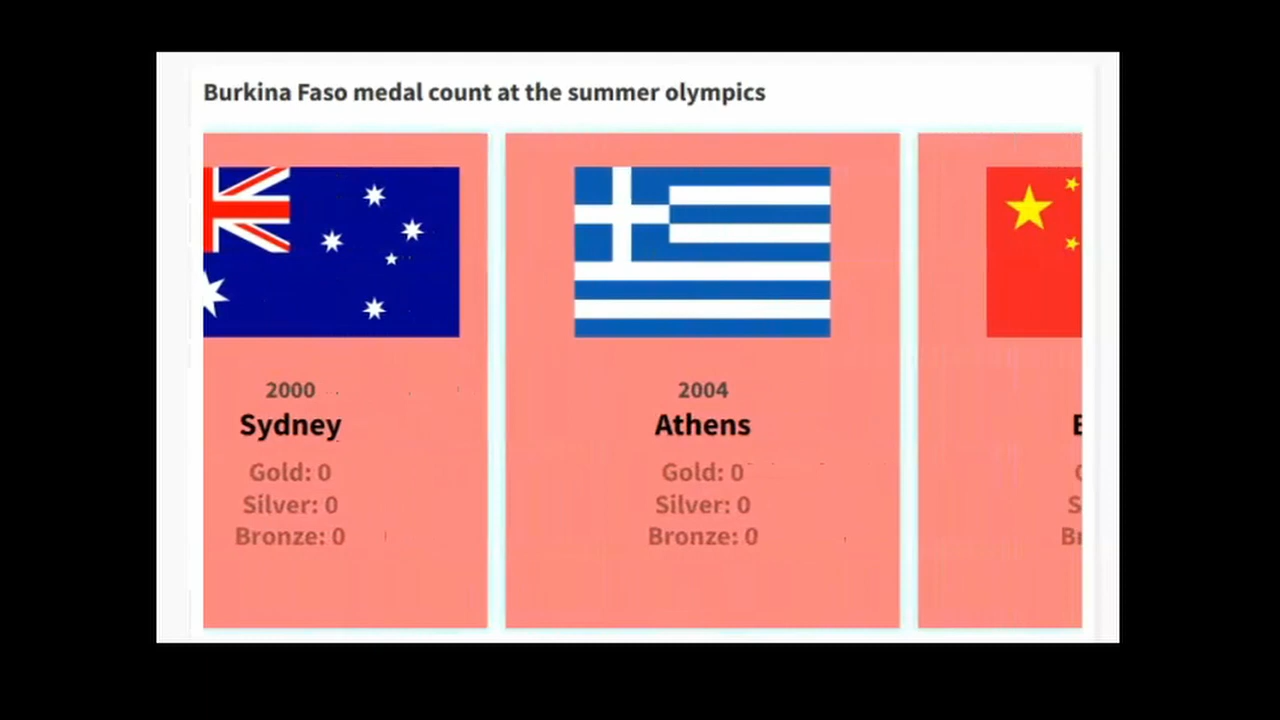 Burkina Faso medal count at the summer olympics
2000
Sydney
Gold: 0
Silver: 0
Bronze: 0
2004
Athens
Gold: 0
Silver: 0
Bronze: 0